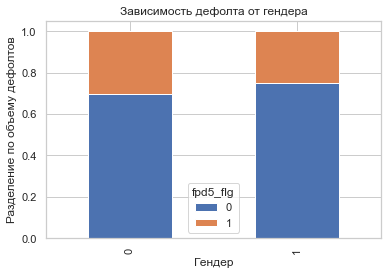 Зависимость дефолта от гендера
Разделение по объему дефолтов
1.0
0.8
0.6
0.4
0.2
0.0
fpd5_flg
0
1
0
1
Гендер